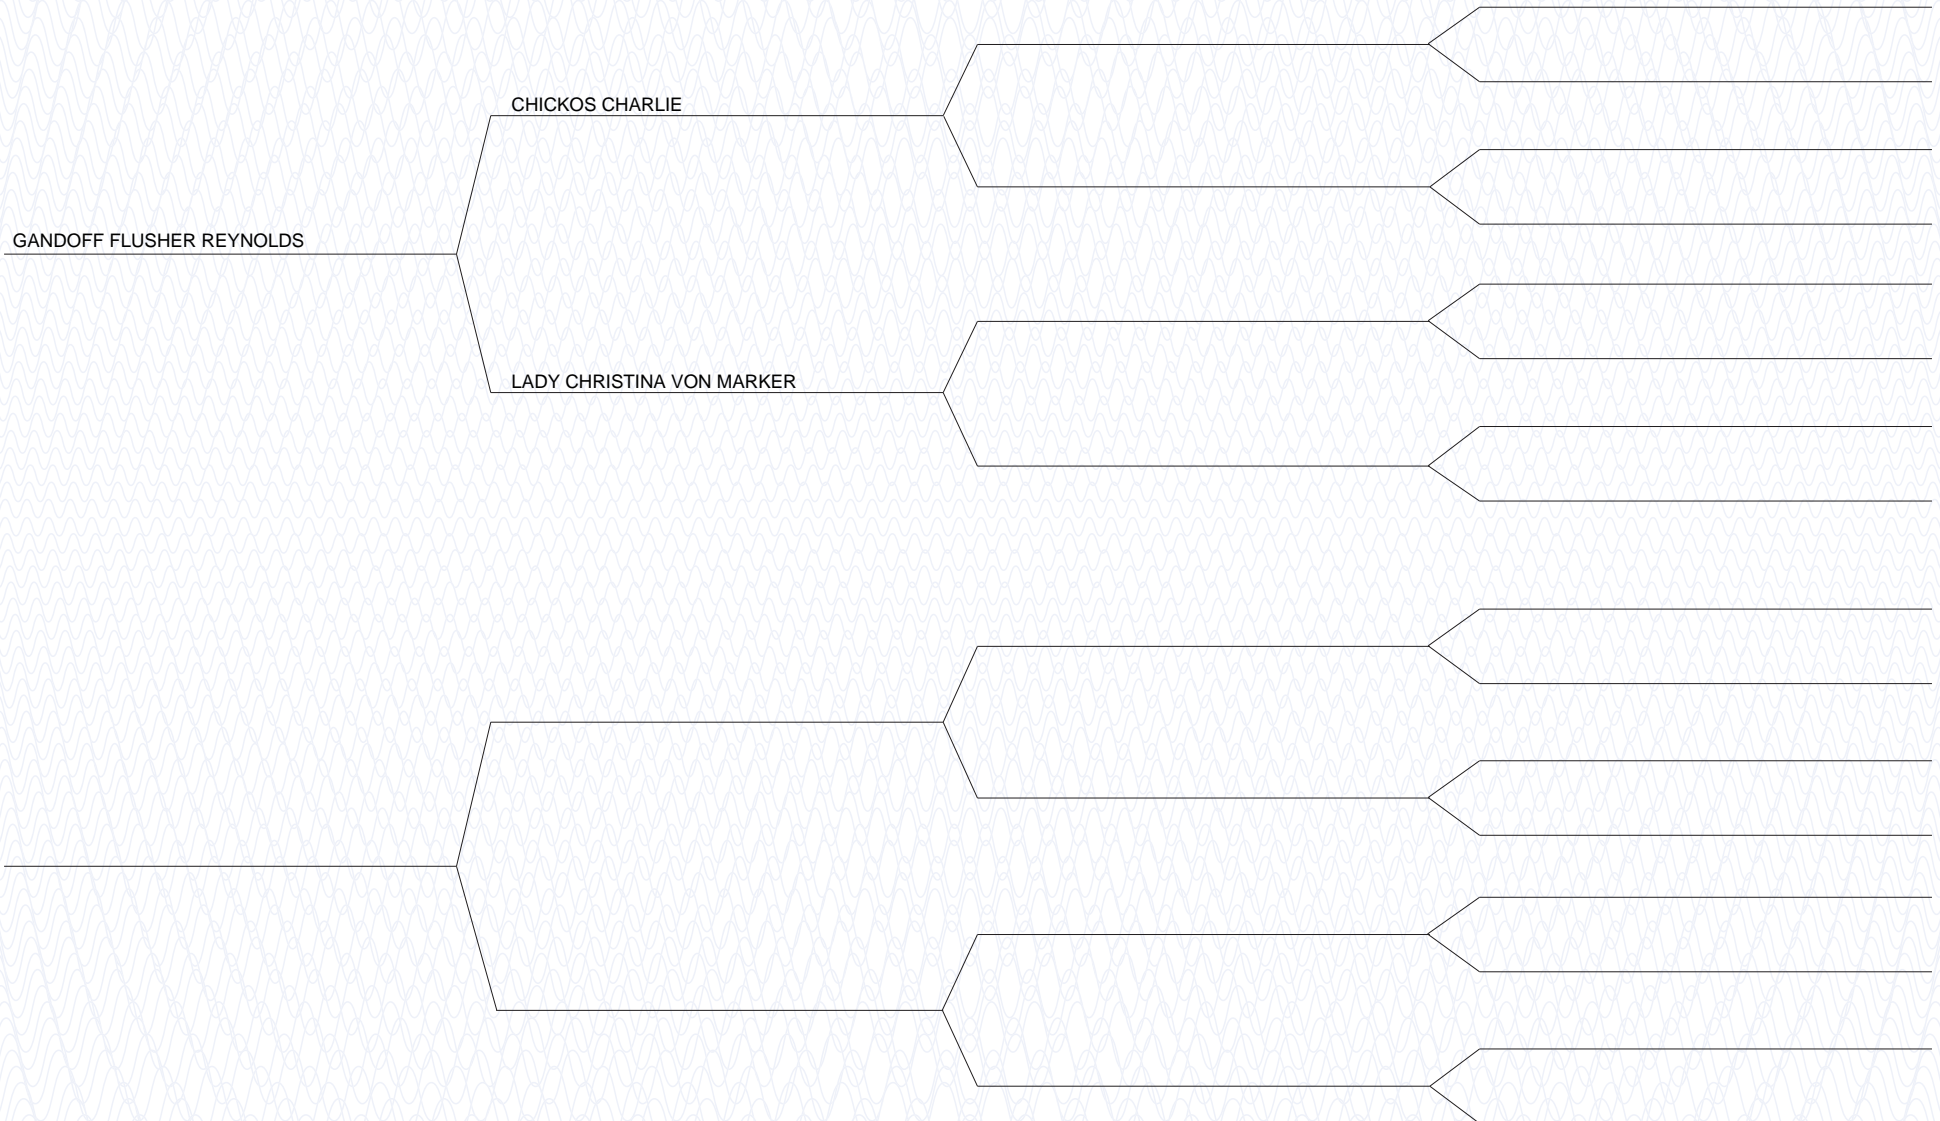 CHICKOS CHARLIE
GANDOFF FLUSHER REYNOLDS
LADY CHRISTINA VON MARKER